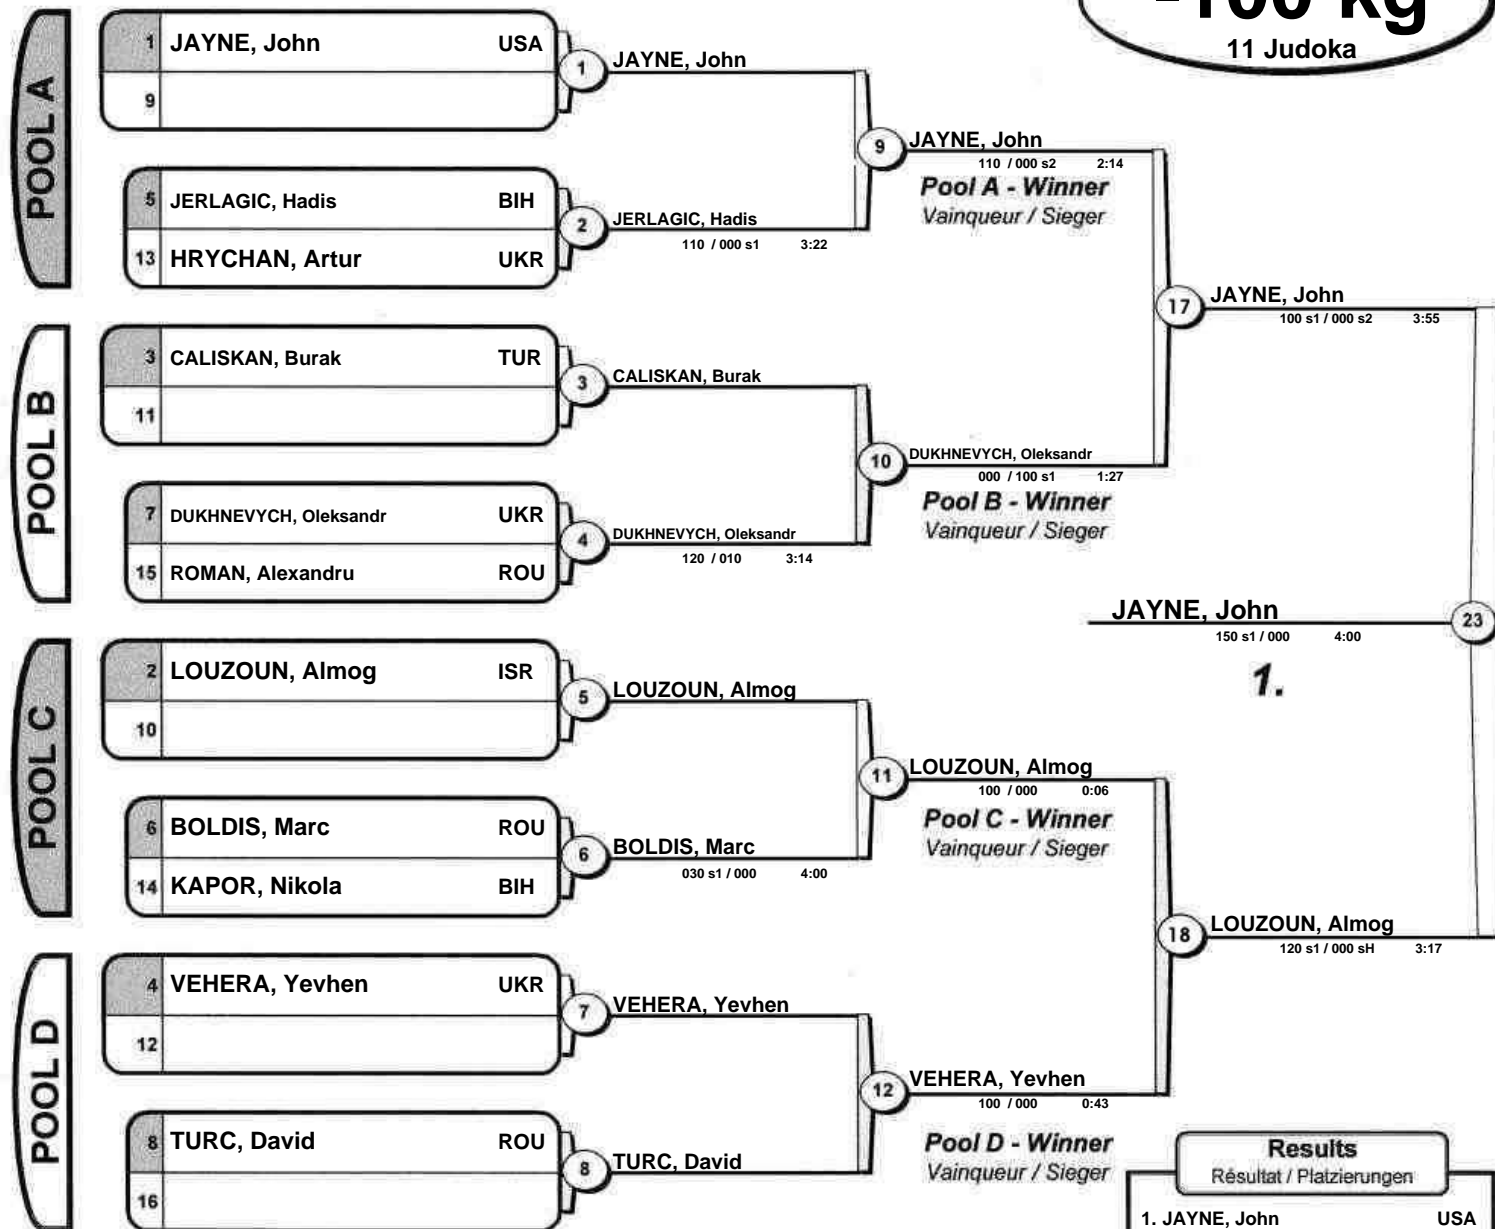 -100 kg
11 Judoka
POOL A
1 JAYNE, John USA
9
1 JAYNE, John
5 JERLAGIC, Hadis BIH
13 HRYCHAN, Artur UKR
2 JERLAGIC, Hadis
110 / 000 s1 3:22
9 JAYNE, John
110 / 000 s2 2:14
Pool A - Winner
Vainqueur / Sieger
POOL B
3 CALISKAN, Burak TUR
11
3 CALISKAN, Burak
7 DUKHNEVYCH, Oleksandr UKR
15 ROMAN, Alexandru ROU
4 DUKHNEVYCH, Oleksandr
120 / 010 3:14
10 DUKHNEVYCH, Oleksandr
000 / 100 s1 1:27
Pool B - Winner
Vainqueur / Sieger
17 JAYNE, John
100 s1 / 000 s2 3:55
JAYNE, John 23
150 s1 / 000 4:00
1.
POOL C
2 LOUZOUN, Almog ISR
10
5 LOUZOUN, Almog
6 BOLDIS, Marc ROU
14 KAPOR, Nikola BIH
6 BOLDIS, Marc
030 s1 / 000 4:00
11 LOUZOUN, Almog
100 / 000 0:06
Pool C - Winner
Vainqueur / Sieger
18 LOUZOUN, Almog
120 s1 / 000 sH 3:17
POOL D
4 VEHERA, Yevhen UKR
12
7 VEHERA, Yevhen
8 TURC, David ROU
16
8 TURC, David
12 VEHERA, Yevhen
100 / 000 0:43
Pool D - Winner
Vainqueur / Sieger
Results
Résultat / Platzierungen
1. JAYNE, John USA